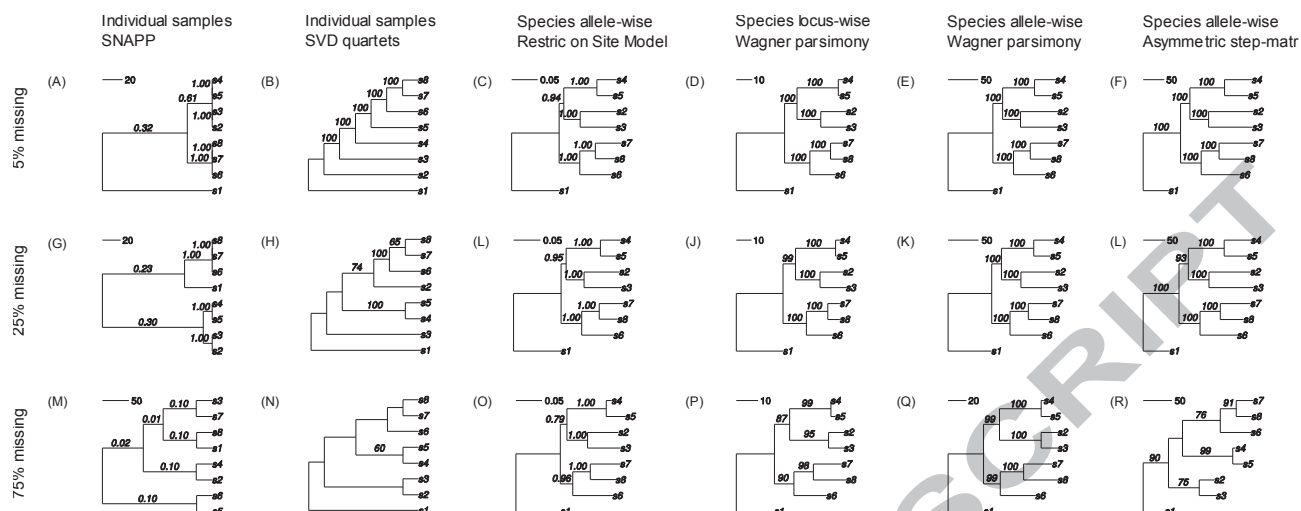 Individual samples
SNAPP
Individual samples
SVD quartets
Species allele-wise
Restric on Site Model
Species locus-wise
Wagner parsimony
Species allele-wise
Wagner parsimony
Species allele-wise
Asymmetric step-matr
5% missing
(A)
20
1.00 s4
0.61 s5
1.00 s3
0.32 s2
1.00 s8
1.00 s7
s6
s1
(B)
100 s8
100 s7
100 s6
100 s5
100 s4
s3
s2
s1
(C)
0.05 1.00 s4
0.94 s5
1.00 s2
s3
1.00 s7
1.00 s8
s6
s1
(D)
10 100 s4
100 s5
100 s2
s3
100 s7
100 s8
s6
s1
(E)
50 100 s4
100 s5
100 s2
s3
100 s7
100 s8
s6
s1
(F)
50 100 s4
100 s5
100 s2
100 s3
100 s7
100 s8
s6
s1
25% missing
(G)
20
1.00 s8
1.00 s7
0.23 s6
s1
1.00 s4
0.30 s5
1.00 s3
s2
(H)
65 s8
100 s7
74 s6
s2
100 s5
s4
s3
s1
(L)
0.05 1.00 s4
0.95 s5
1.00 s2
s3
1.00 s7
1.00 s8
s6
s1
(J)
10 100 s4
99 s5
100 s2
s3
100 s7
100 s8
s6
s1
(K)
50 100 s4
100 s5
100 s2
s3
100 s7
100 s8
s6
s1
(L)
50 100 s4
93 s5
100 s2
100 s3
100 s7
100 s8
s6
s1
75% missing
(M)
50 0.10 s3
0.01 s7
0.10 s8
0.02 s1
0.10 s4
s2
0.10 s6
s5
(N)
s8
s7
s6
60 s5
s4
s3
s2
s1
(O)
0.05 1.00 s4
0.79 s5
1.00 s2
s3
1.00 s7
0.96 s8
s6
s1
(P)
10 99 s4
87 s5
95 s2
s3
98 s7
90 s8
s6
s1
(Q)
20 100 s4
99 s5
100 s2
s3
100 s7
99 s8
s6
s1
(R)
50 91 s7
76 s8
s6
99 s4
90 s5
75 s2
s3
s1
SCRIPT